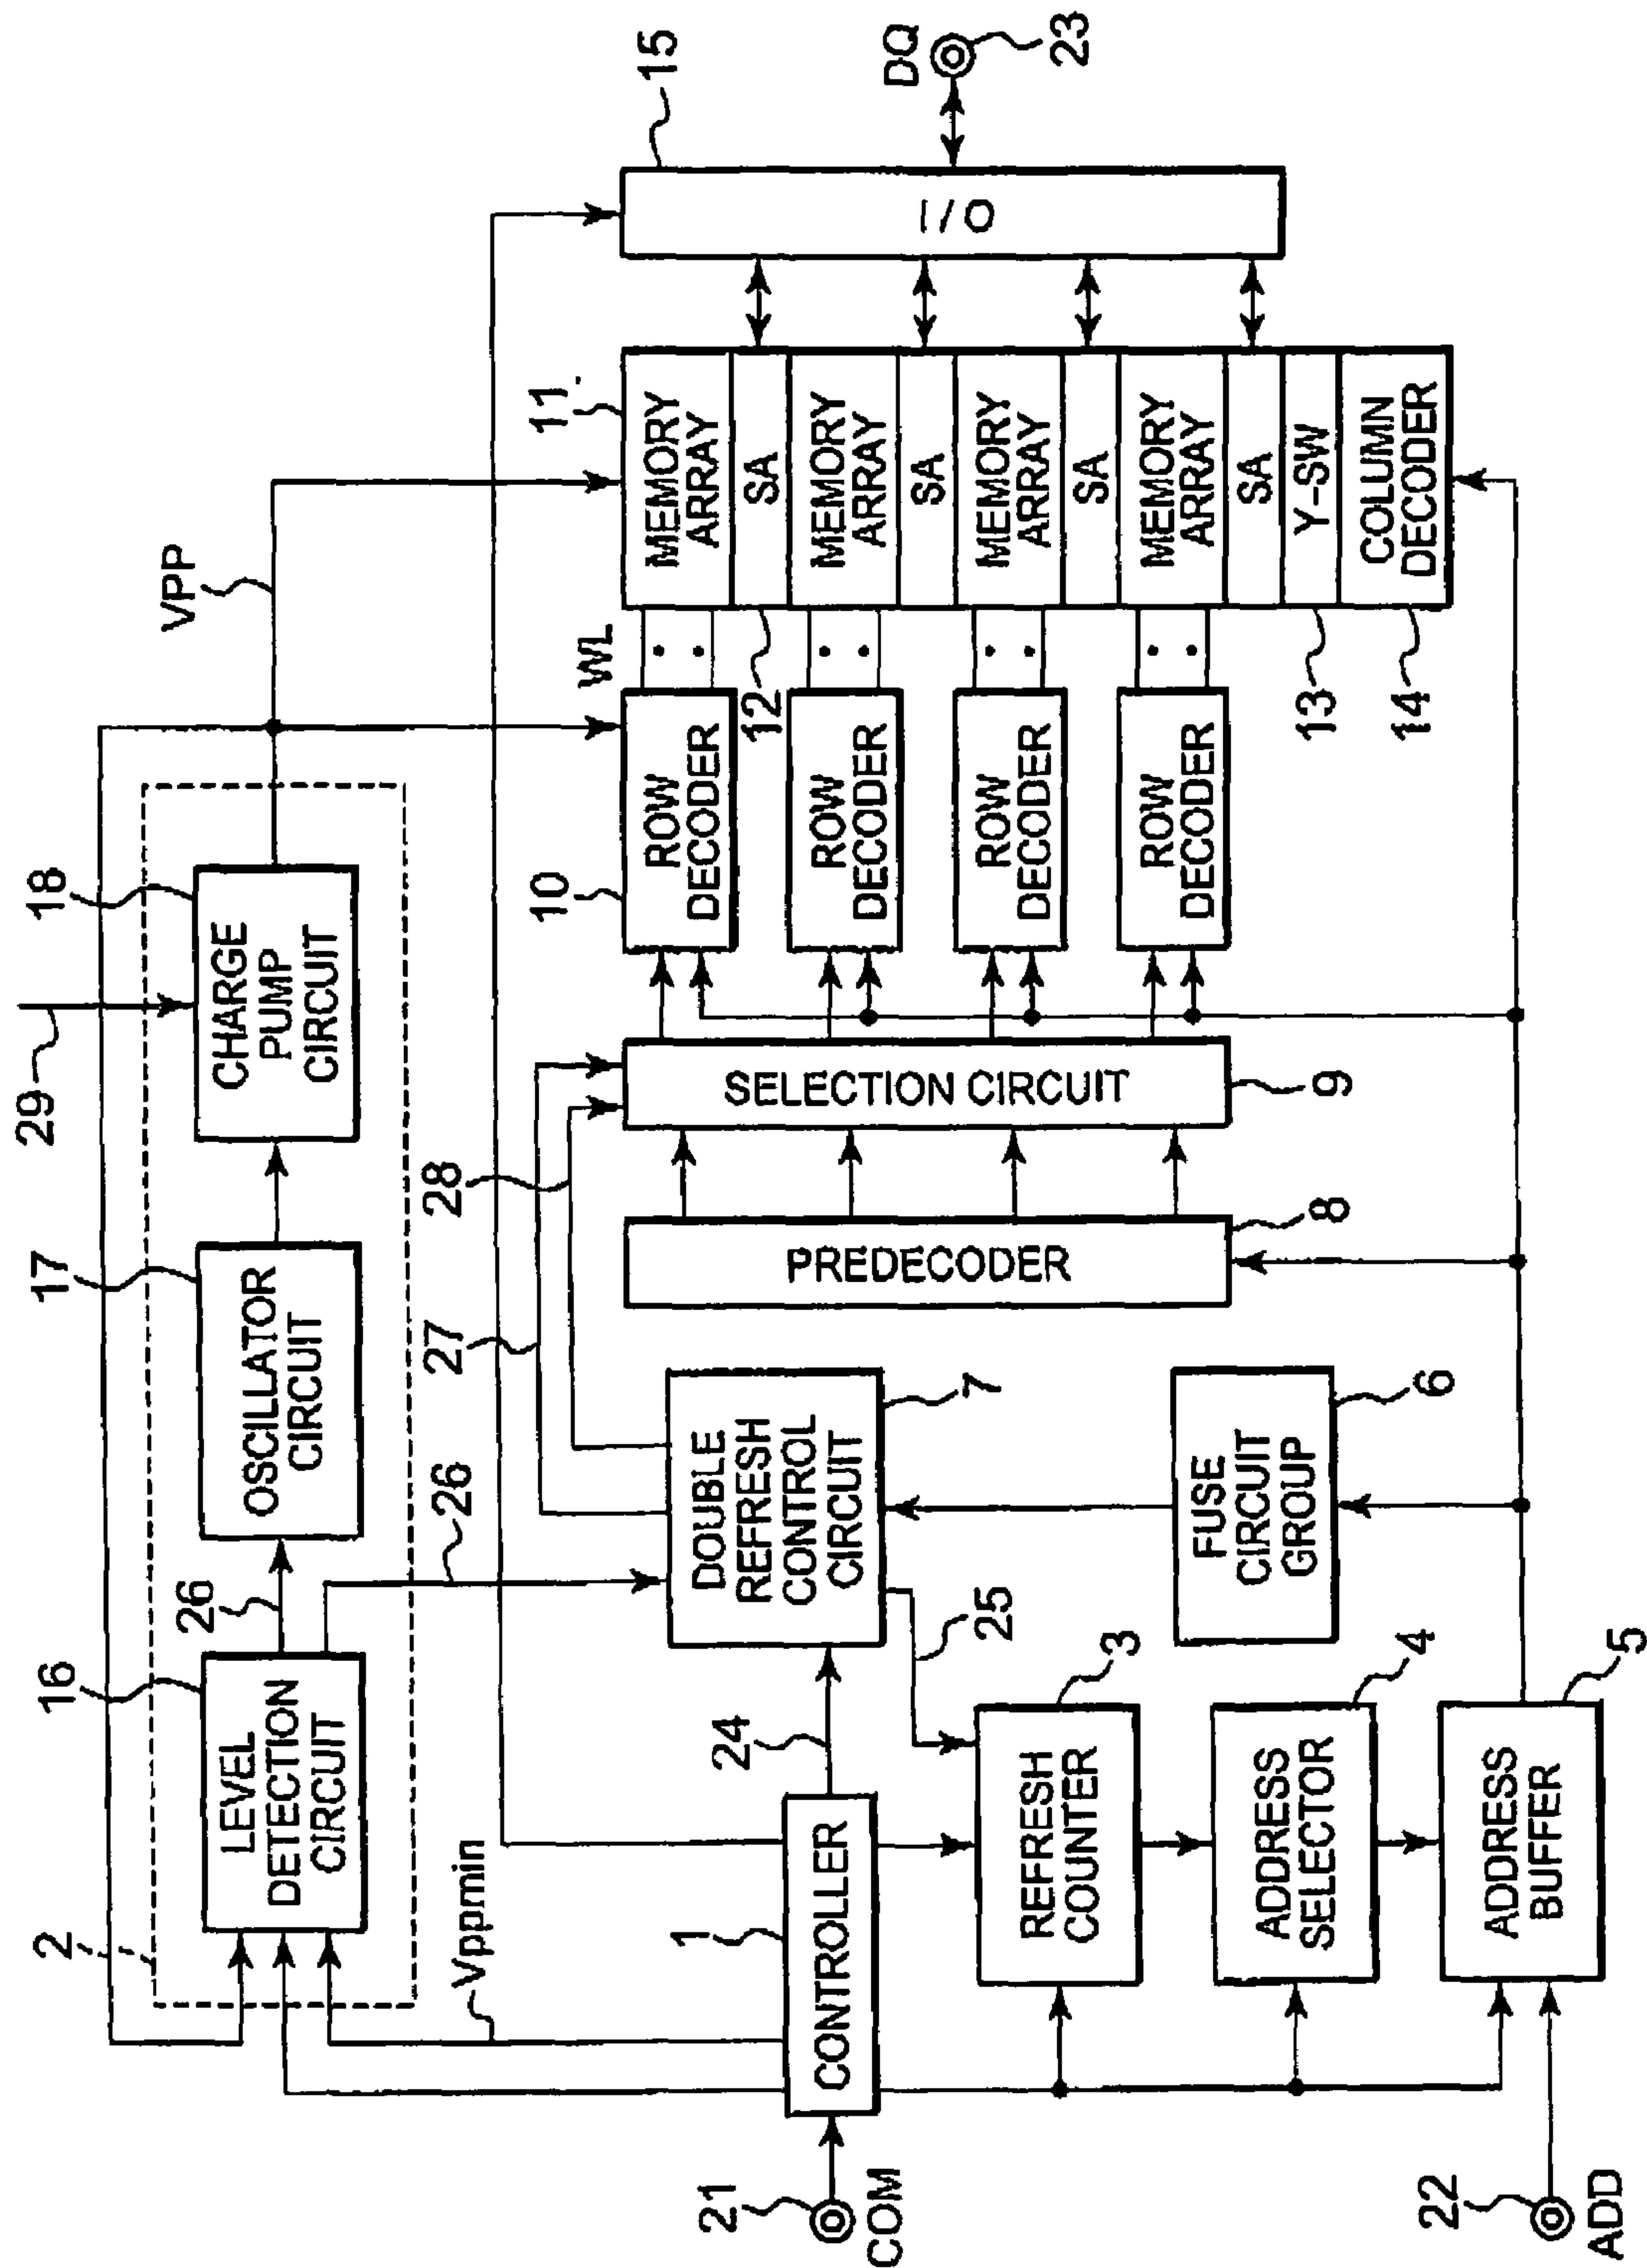 29
2
16
LEVEL
DETECTION
CIRCUIT
26
17
OSCILLATOR
CIRCUIT
18
CHARGE
PUMP
CIRCUIT
VPP
Vppmin
26
27
28
21
COM
1
CONTROLLER
24
DOUBLE
REFRESH
CONTROL
CIRCUIT
7
25
REFRESH
COUNTER
3
ADDRESS
SELECTOR
4
22
ADD
ADDRESS
BUFFER
5
FUSE
CIRCUIT
GROUP
6
PREDECODER
8
SELECTION CIRCUIT
9
10
ROW
DECODER
ROW
DECODER
ROW
DECODER
ROW
DECODER
WL
11
MEMORY
ARRAY
SA
12
MEMORY
ARRAY
SA
MEMORY
ARRAY
SA
MEMORY
ARRAY
SA
Y-SW
13
COLUMN
DECODER
14
15
I/O
DQ
23